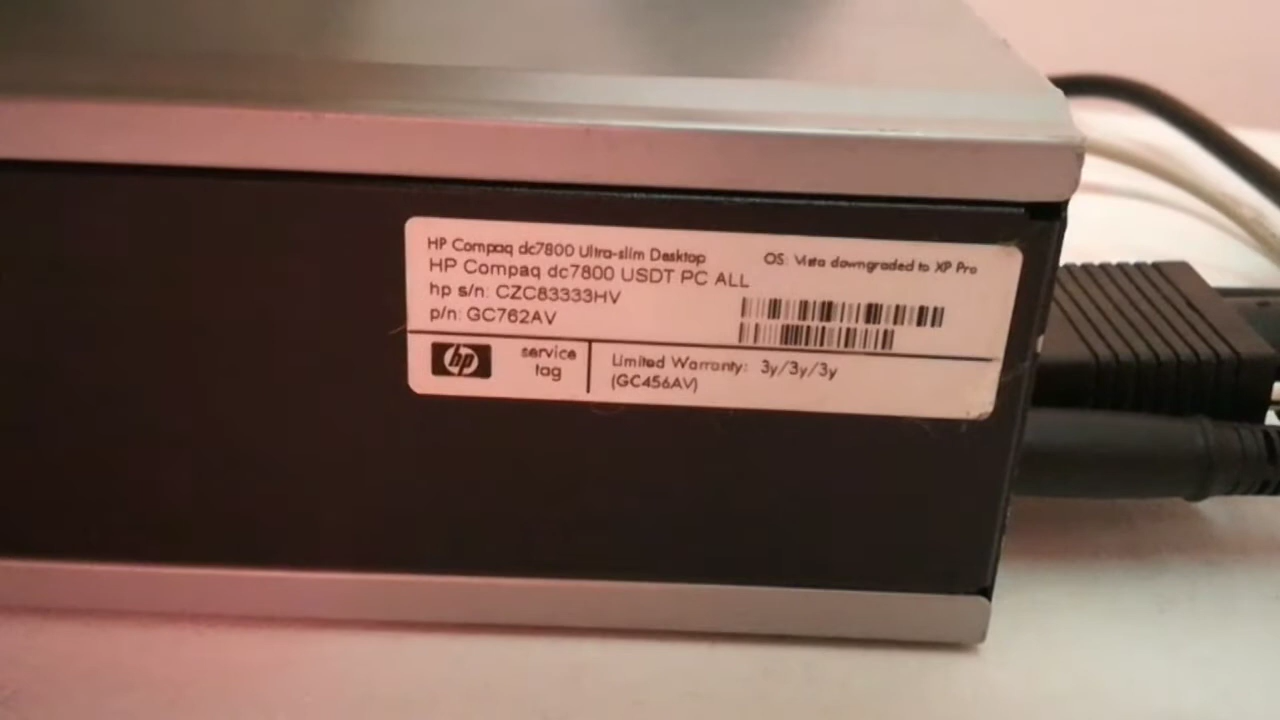 HP Compaq dc7800 Ultra-slim Desktop
OS: Vista downgraded to XP Pro
HP Compaq dc7800 USDT PC ALL
hp s/n: CZC83333HV
p/n: GC762AV
hp
service
tag
Limited Warranty: 3y/3y/3y
(GC456AV)